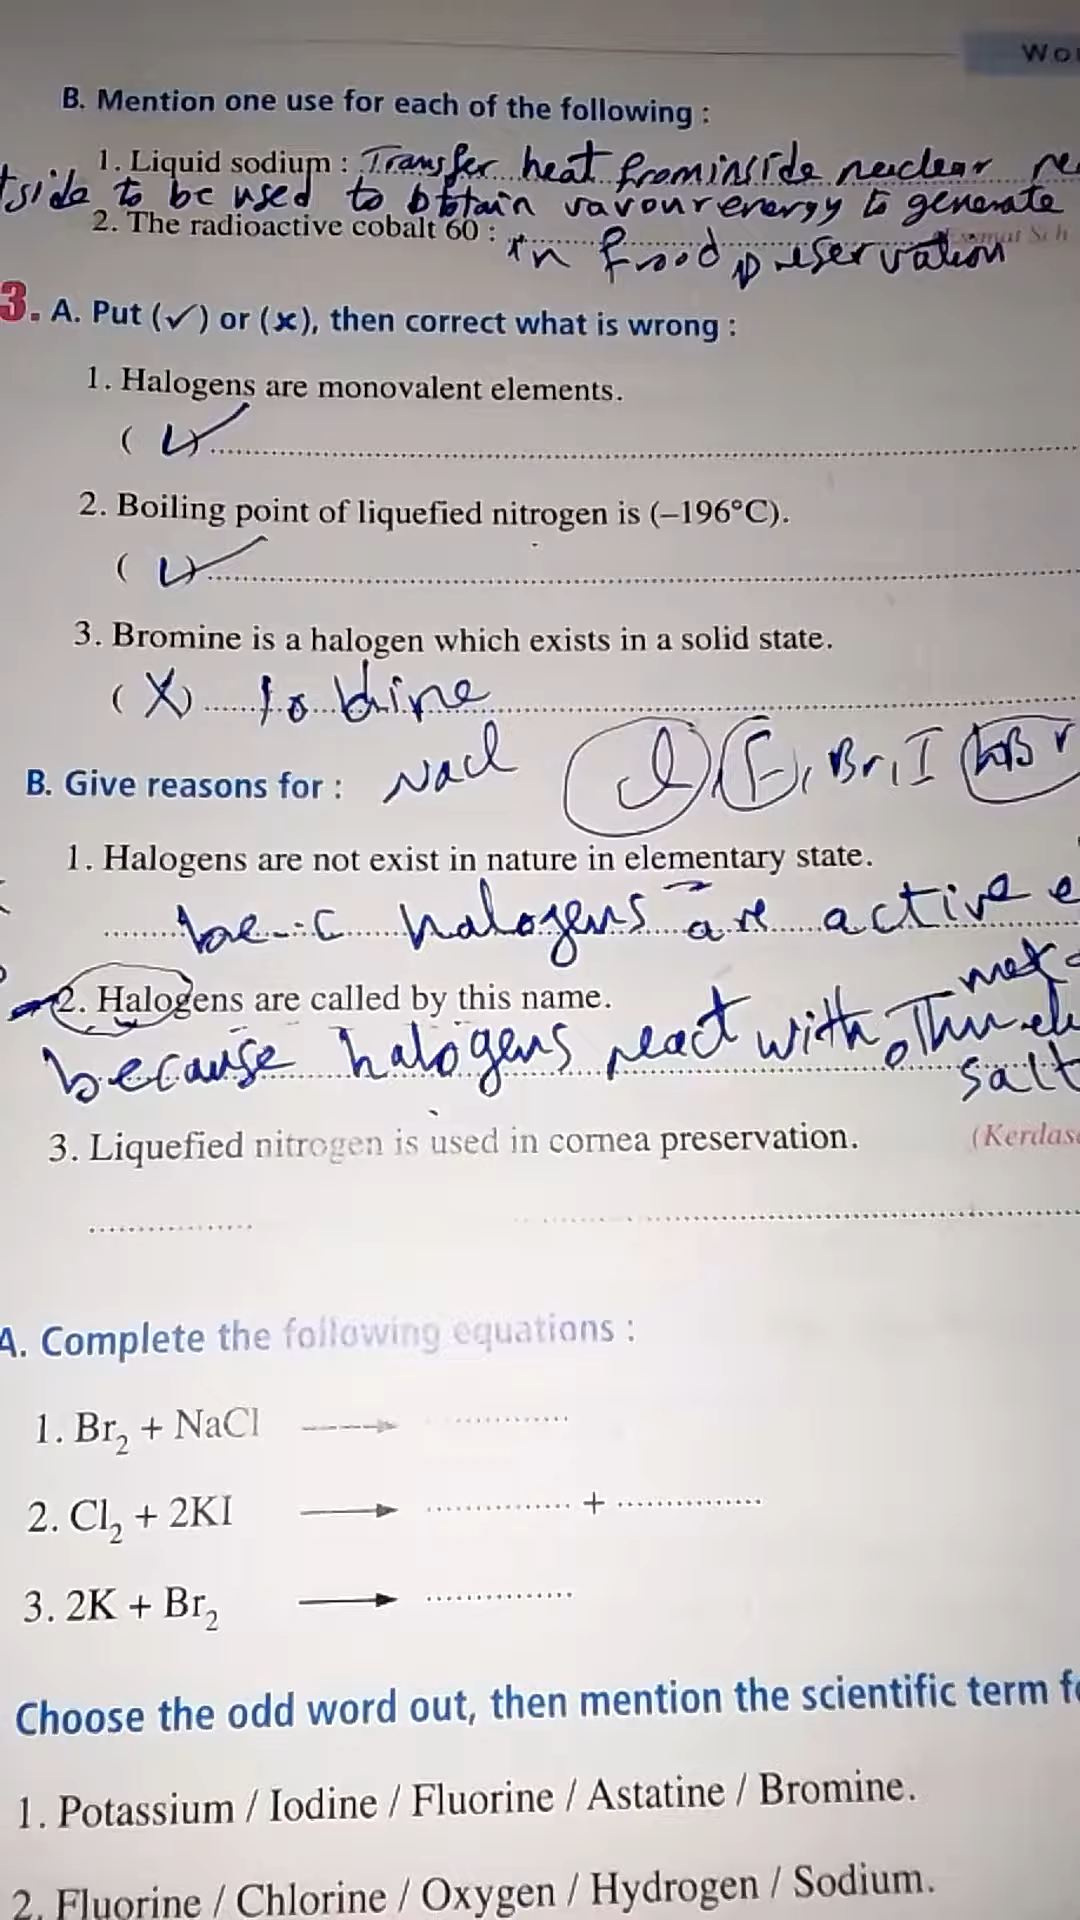 Wor
B. Mention one use for each of the following :
1. Liquid sodium : Transfer heat from inside nuclear re
tside to be used to obtain vavour energy to generate
2. The radioactive cobalt 60 : in food preservation
3. A. Put (✓) or (×), then correct what is wrong :
1. Halogens are monovalent elements.
( ✓ )
2. Boiling point of liquefied nitrogen is (–196°C).
( ✓ )
3. Bromine is a halogen which exists in a solid state.
( X ) Iodine
B. Give reasons for : Nacl F, Br, I Br
1. Halogens are not exist in nature in elementary state.
be-:c halogens are active e
2. Halogens are called by this name.
met
because halogens react with
salt
3. Liquefied nitrogen is used in cornea preservation. (Kerdas
A. Complete the following equations :
1. Br₂ + NaCl ⟶ ..............
2. Cl₂ + 2KI ⟶ .............. + ..............
3. 2K + Br₂ ⟶ ..............
Choose the odd word out, then mention the scientific term f
1. Potassium / Iodine / Fluorine / Astatine / Bromine.
2. Fluorine / Chlorine / Oxygen / Hydrogen / Sodium.